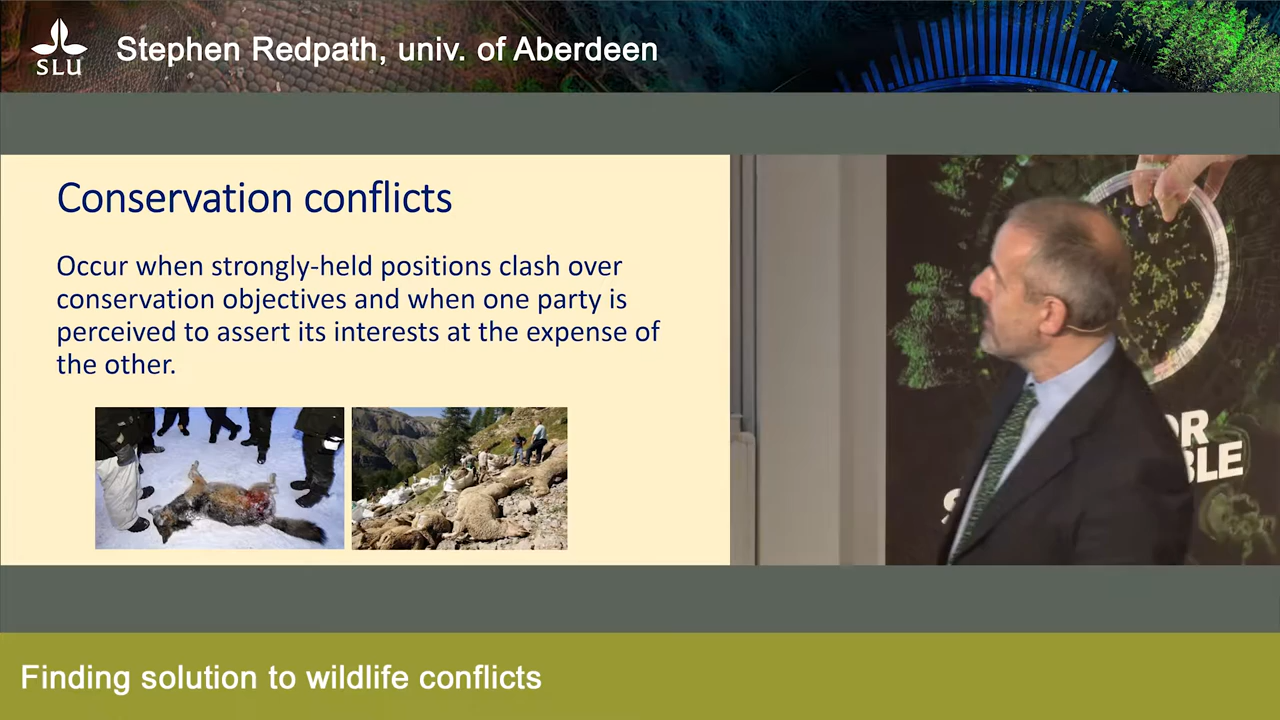 SLU
Stephen Redpath, univ. of Aberdeen
Conservation conflicts
Occur when strongly-held positions clash over
conservation objectives and when one party is
perceived to assert its interests at the expense of
the other.
Finding solution to wildlife conflicts